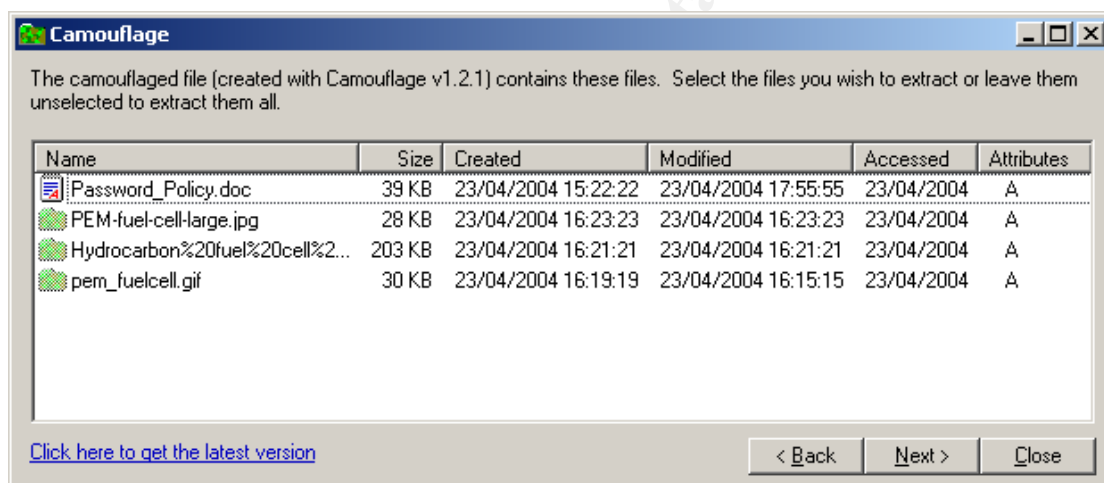 Camouflage
The camouflaged file (created with Camouflage v1.2.1) contains these files. Select the files you wish to extract or leave them
unselected to extract them all.
Name Size Created Modified Accessed Attributes
Password_Policy.doc 39 KB 23/04/2004 15:22:22 23/04/2004 17:55:55 23/04/2004 A
PEM-fuel-cell-large.jpg 28 KB 23/04/2004 16:23:23 23/04/2004 16:23:23 23/04/2004 A
Hydrocarbon%20fuel%20cell%2... 203 KB 23/04/2004 16:21:21 23/04/2004 16:21:21 23/04/2004 A
pem_fuelcell.gif 30 KB 23/04/2004 16:19:19 23/04/2004 16:15:15 23/04/2004 A
Click here to get the latest version
< Back Next > Close